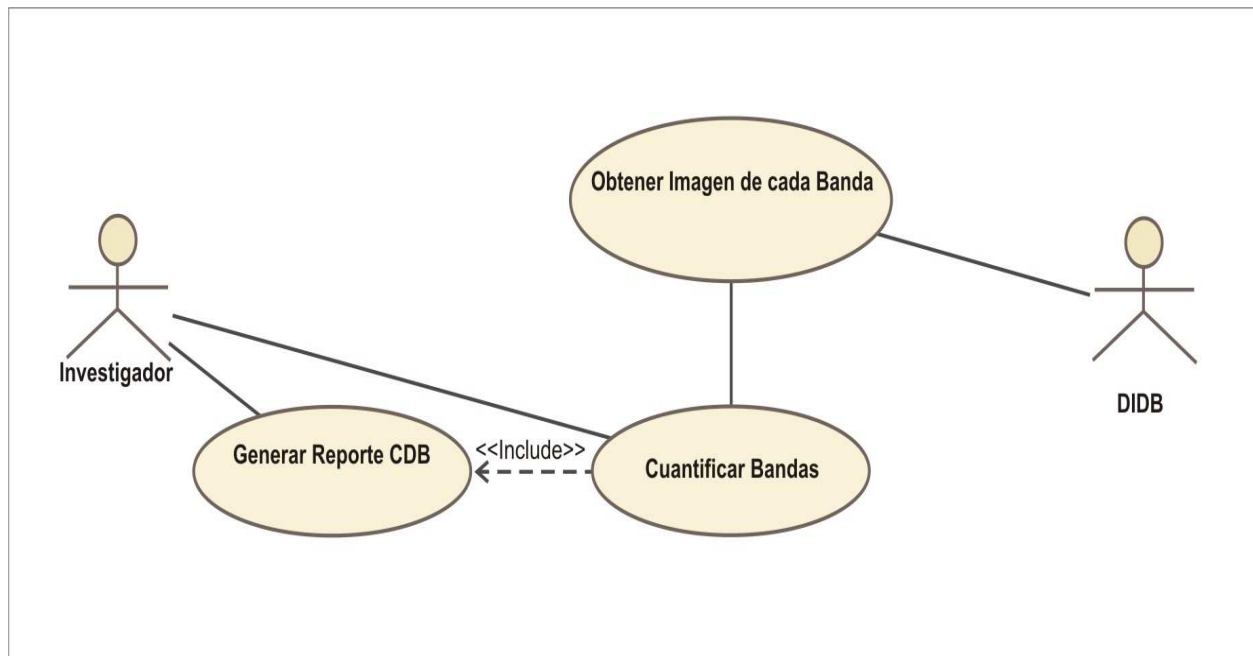 Obtener Imagen de cada Banda
Investigador
DIDB
Generar Reporte CDB
<<Include>>
Cuantificar Bandas